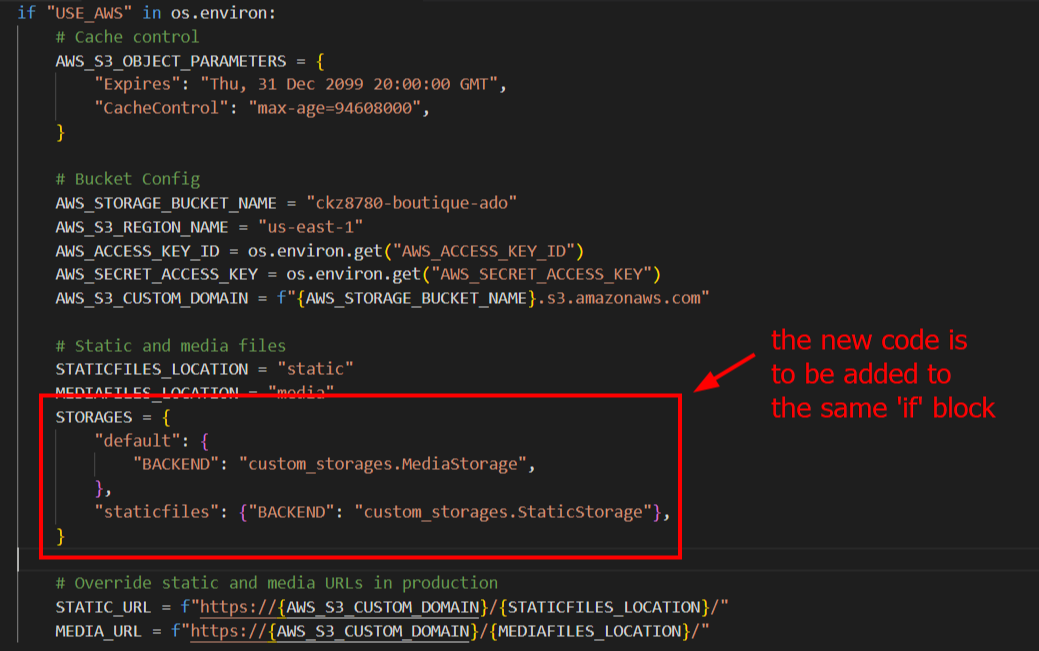 if "USE_AWS" in os.environ:
    # Cache control
    AWS_S3_OBJECT_PARAMETERS = {
        "Expires": "Thu, 31 Dec 2099 20:00:00 GMT",
        "CacheControl": "max-age=94608000",
    }
    # Bucket Config
    AWS_STORAGE_BUCKET_NAME = "ckz8780-boutique-ado"
    AWS_S3_REGION_NAME = "us-east-1"
    AWS_ACCESS_KEY_ID = os.environ.get("AWS_ACCESS_KEY_ID")
    AWS_SECRET_ACCESS_KEY = os.environ.get("AWS_SECRET_ACCESS_KEY")
    AWS_S3_CUSTOM_DOMAIN = f"{AWS_STORAGE_BUCKET_NAME}.s3.amazonaws.com"
    # Static and media files
    STATICFILES_LOCATION = "static"
    MEDIAFILES_LOCATION = "media"
    STORAGES = {
        "default": {
            "BACKEND": "custom_storages.MediaStorage",
        },
        "staticfiles": {"BACKEND": "custom_storages.StaticStorage"},
    }
    # Override static and media URLs in production
    STATIC_URL = f"https://{AWS_S3_CUSTOM_DOMAIN}/{STATICFILES_LOCATION}/"
    MEDIA_URL = f"https://{AWS_S3_CUSTOM_DOMAIN}/{MEDIAFILES_LOCATION}/"
the new code is
to be added to
the same 'if' block